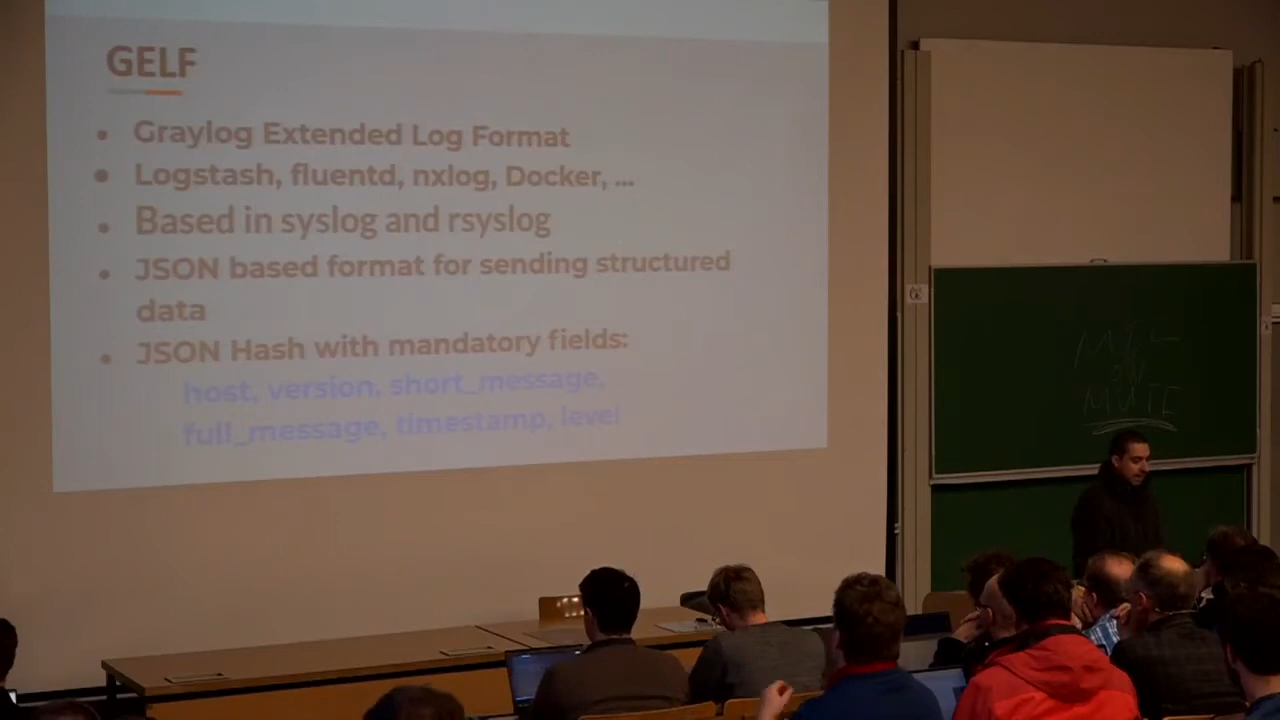 GELF
• Graylog Extended Log Format
• Logstash, fluentd, nxlog, Docker, ...
• Based in syslog and rsyslog
• JSON based format for sending structured
data
• JSON Hash with mandatory fields:
host, version, short_message,
full_message, timestamp, level
MUTE